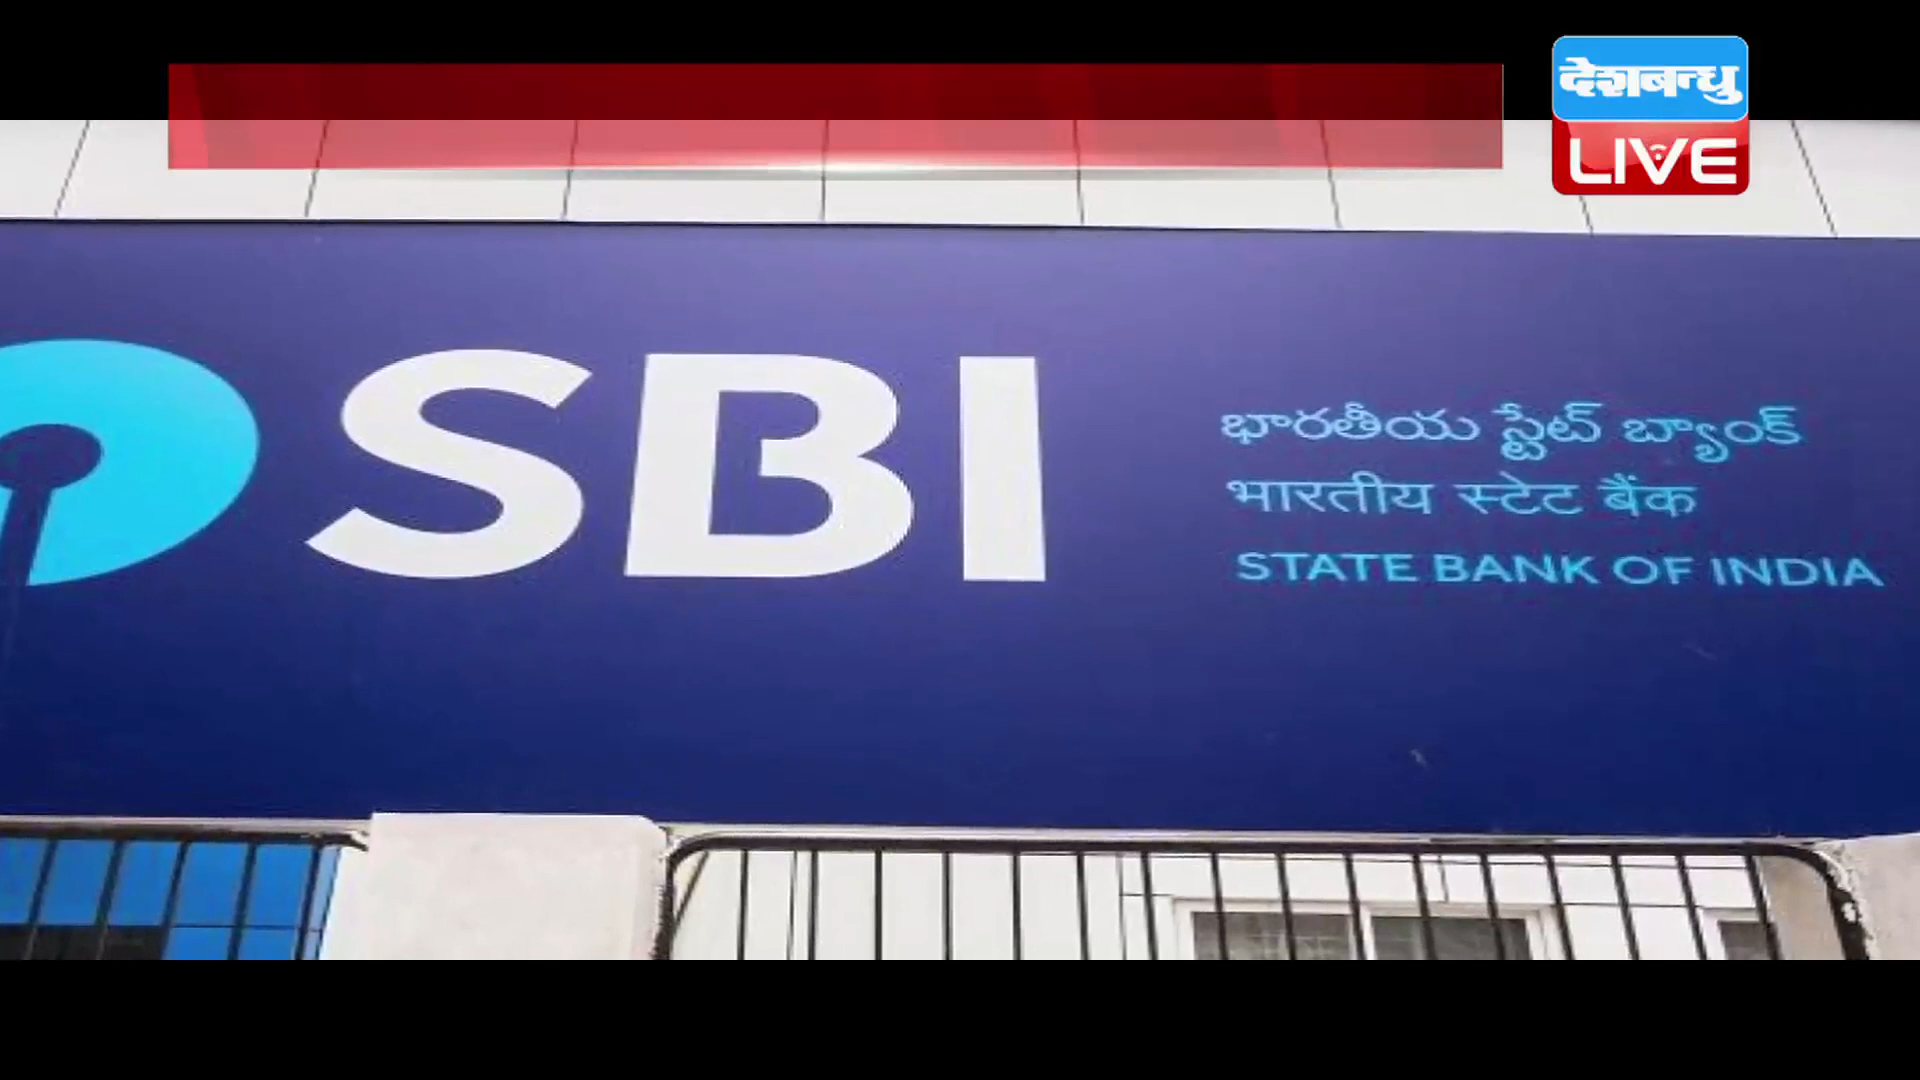 देशबन्धु
LIVE
SBI
భారతీయ స్టేట్ బ్యాంక్
भारतीय स्टेट बैंक
STATE BANK OF INDIA